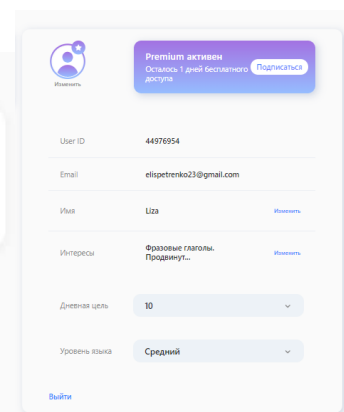 Premium активен
Осталось 1 дней бесплатного
доступа
Подписаться
Изменить
User ID 44976954
Email elispetrenko23@gmail.com
Имя Liza Изменить
Интересы Фразовые глаголы.
Продвинут... Изменить
Дневная цель 10
Уровень языка Средний
Выйти